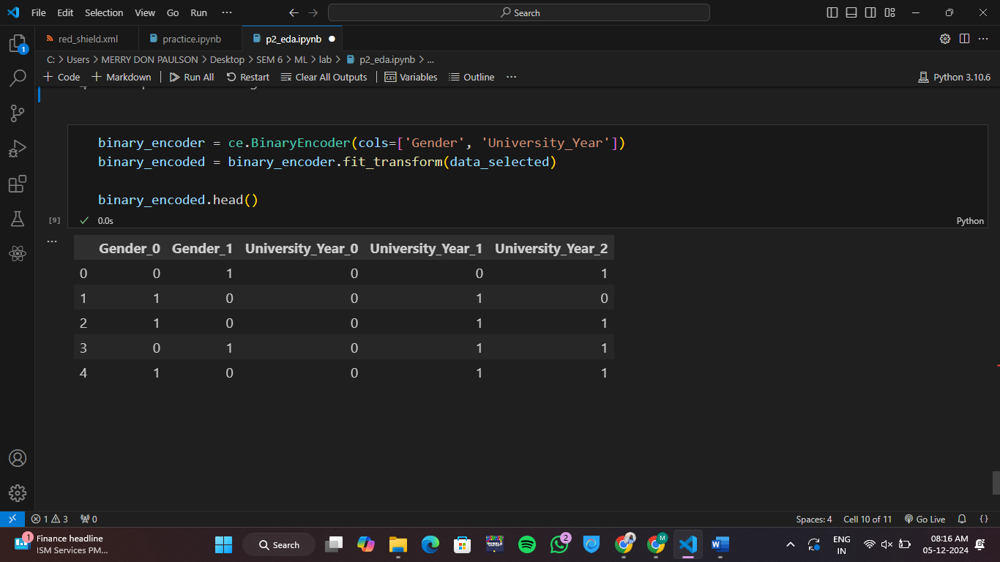 File Edit Selection View Go Run ··· Search
red_shield.xml practice.ipynb p2_eda.ipynb
C: > Users > MERRY DON PAULSON > Desktop > SEM 6 > ML > lab > p2_eda.ipynb > ...
1
+ Code + Markdown Run All Restart Clear All Outputs Variables Outline ··· Python 3.10.6
binary_encoder = ce.BinaryEncoder(cols=['Gender', 'University_Year'])
binary_encoded = binary_encoder.fit_transform(data_selected)
binary_encoded.head()
[9] 0.0s Python
Gender_0 Gender_1 University_Year_0 University_Year_1 University_Year_2
0 0 1 0 0 1
1 1 0 0 1 0
2 1 0 0 1 1
3 0 1 0 1 1
4 1 0 0 1 1
1 3 0 Spaces: 4 Cell 10 of 11 Go Live {}
1 Finance headline
ISM Services PM...
Search
2
M
ENG
IN
08:16 AM
05-12-2024